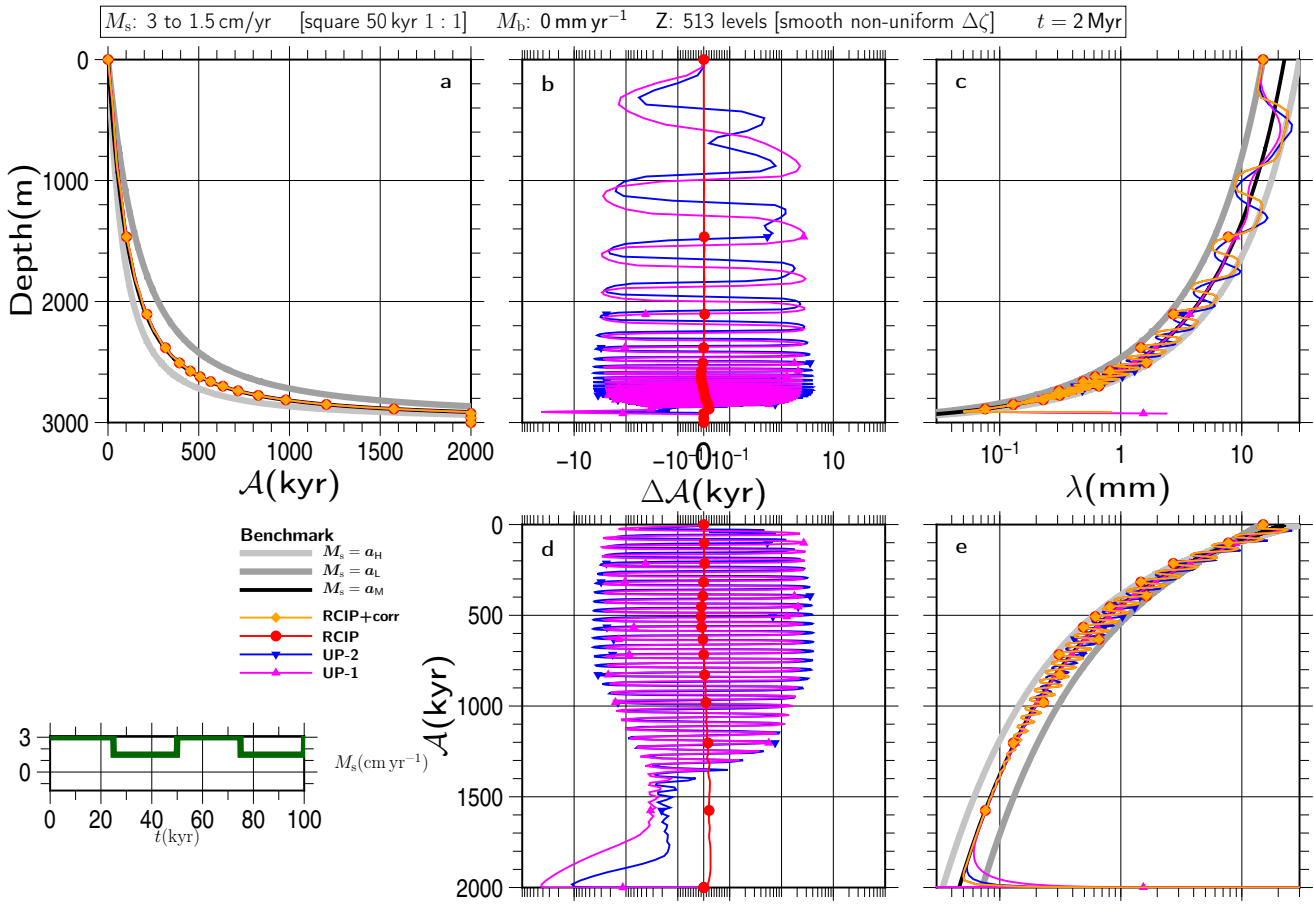 Mₛ: 3 to 1.5 cm/yr [square 50 kyr 1 : 1] M_b: 0 mm yr⁻¹ Z: 513 levels [smooth non-uniform Δζ] t = 2 Myr
a
b
c
0
1000
2000
3000
Depth(m)
0 500 1000 1500 2000
𝒜(kyr)
−10 −10⁻¹ 0 10⁻¹ 10
Δ𝒜(kyr)
10⁻¹ 1 10
λ(mm)
Benchmark
Mₛ = a_H
Mₛ = a_L
Mₛ = a_M
RCIP+corr
RCIP
UP-2
UP-1
3
0
Mₛ(cm yr⁻¹)
0 20 40 60 80 100
t(kyr)
d
e
0
500
1000
1500
2000
𝒜(kyr)